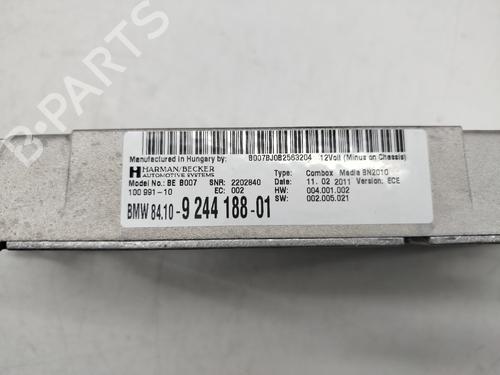 Manufactured in Hungary by: B007BJ0B2563204 12Volt (Minus on Chassis)
HARMAN/BECKER
AUTOMOTIVE SYSTEMS
Type: Combox Media BN2010
Model No.: BE B007 SNR: 2202840 Date: 11. 02 2011 Version: ECE
100 991-10 EC: 002 HW: 004.001.002
SW: 002.005.021
BMW 84.10-9 244 188-01